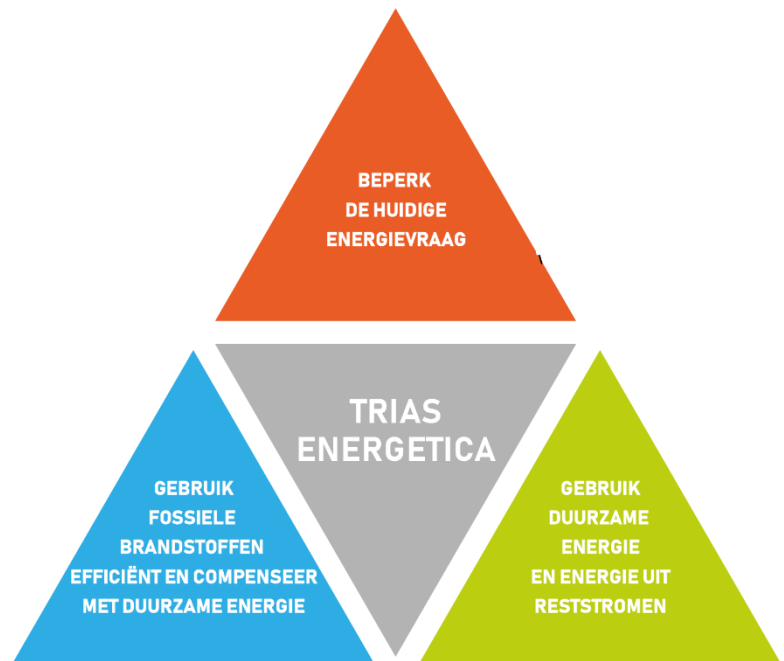 BEPERK
DE HUIDIGE
ENERGIEVRAAG
TRIAS
ENERGETICA
GEBRUIK
FOSSIELE
BRANDSTOFFEN
EFFICIËNT EN COMPENSEER
MET DUURZAME ENERGIE
GEBRUIK
DUURZAME
ENERGIE
EN ENERGIE UIT
RESTSTROMEN